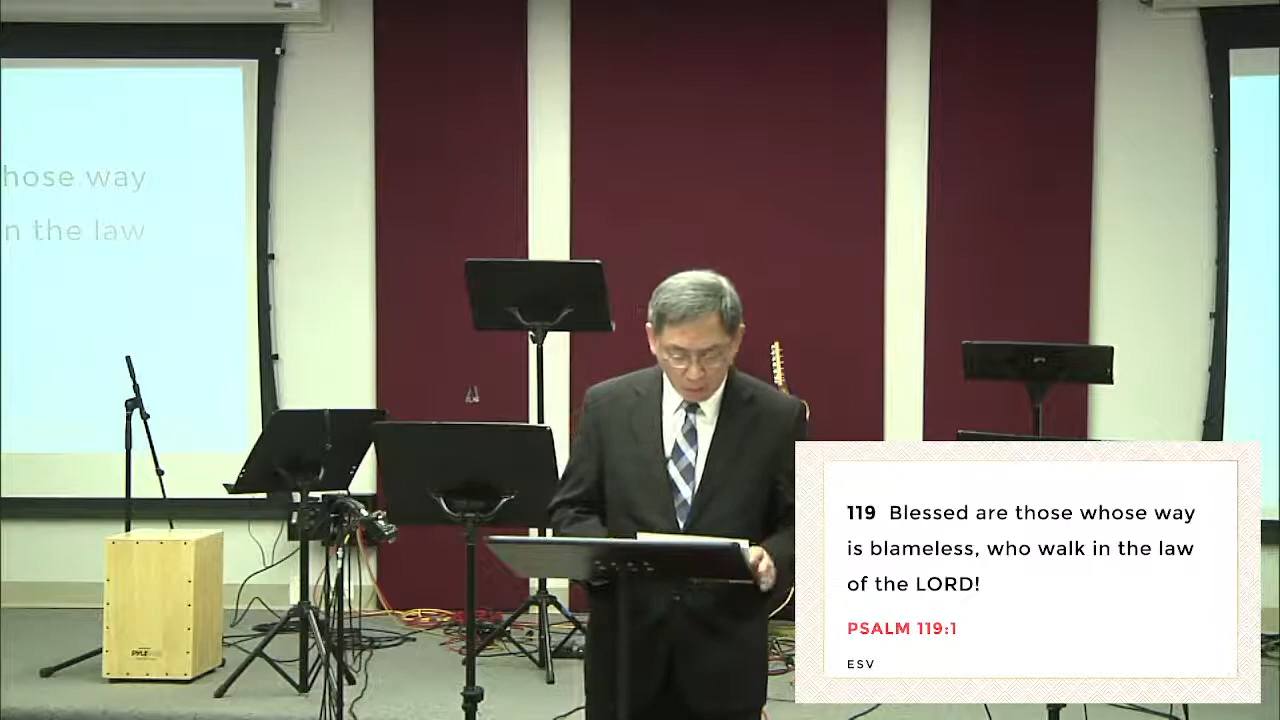 hose way
n the law
119 Blessed are those whose way
is blameless, who walk in the law
of the LORD!
PSALM 119:1
ESV
PYLE